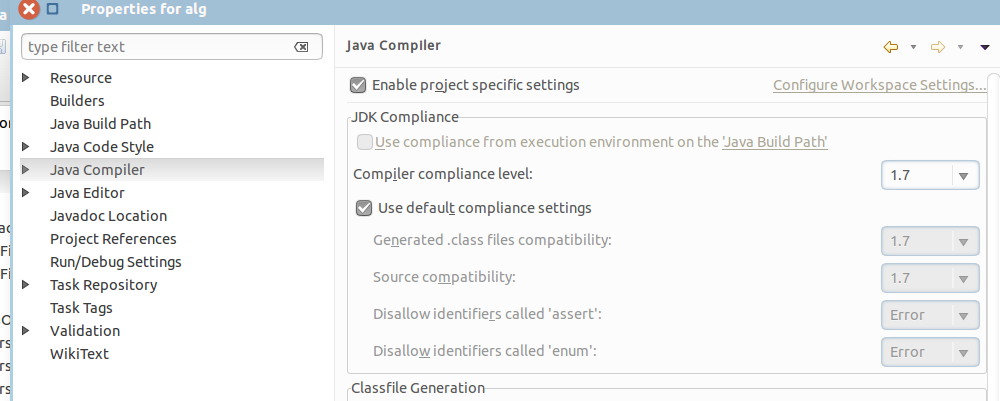 Properties for alg
type filter text
Resource
Builders
Java Build Path
Java Code Style
Java Compiler
Java Editor
Javadoc Location
Project References
Run/Debug Settings
Task Repository
Task Tags
Validation
WikiText
Java Compiler
Enable project specific settings
Configure Workspace Settings...
JDK Compliance
Use compliance from execution environment on the 'Java Build Path'
Compiler compliance level: 1.7
Use default compliance settings
Generated .class files compatibility: 1.7
Source compatibility: 1.7
Disallow identifiers called 'assert': Error
Disallow identifiers called 'enum': Error
Classfile Generation